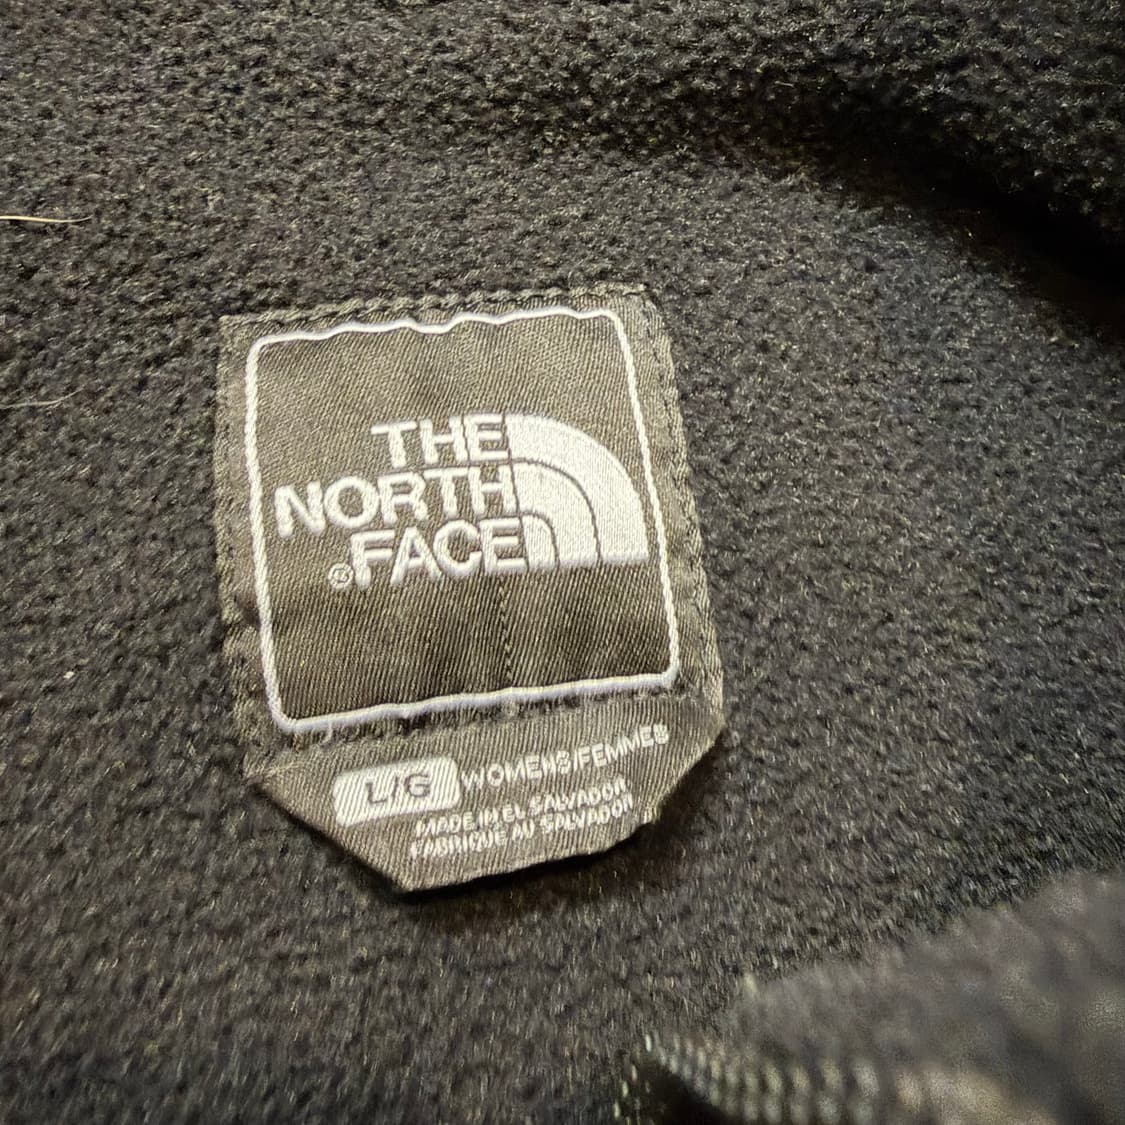 THE
NORTH
®FACE
L/G WOMENS/FEMMES
MADE IN EL SALVADOR
FABRIQUE AU SALVADOR